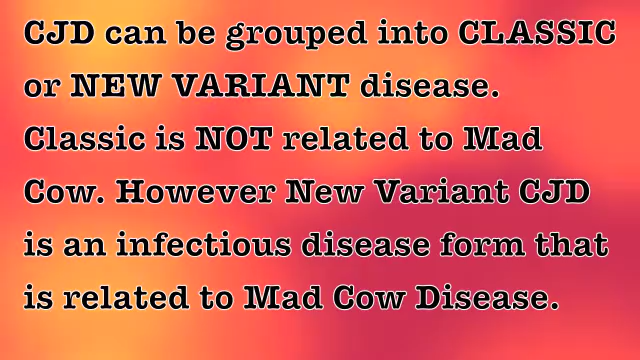 CJD can be grouped into CLASSIC
or NEW VARIANT disease.
Classic is NOT related to Mad
Cow. However New Variant CJD
is an infectious disease form that
is related to Mad Cow Disease.